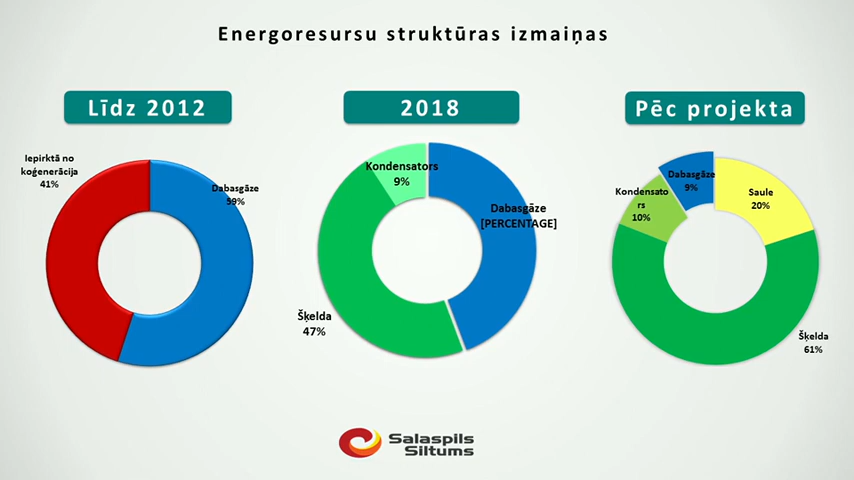 Energoresursu struktūras izmaiņas
Līdz 2012
2018
Pēc projekta
Iepirktā no
koģenerācija
41%
Dabasgāze
59%
Kondensators
9%
Dabasgāze
[PERCENTAGE]
Šķelda
47%
Kondensato
rs
10%
Dabasgāze
9%
Saule
20%
Šķelda
61%
Salaspils
Siltums